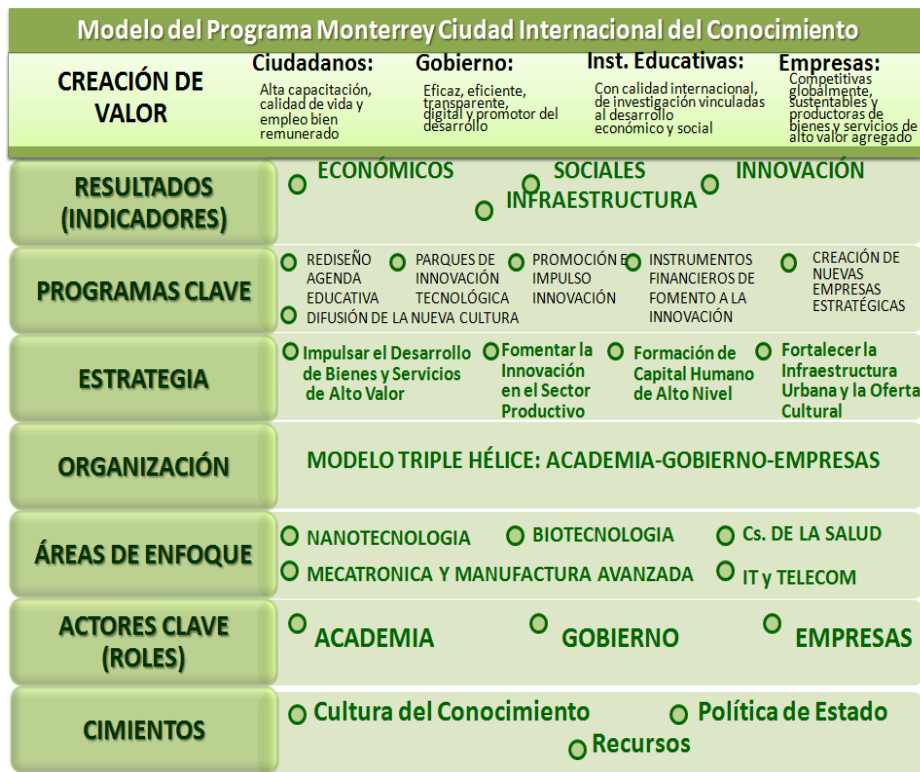 Modelo del Programa Monterrey Ciudad Internacional del Conocimiento
CREACIÓN DE
VALOR
Ciudadanos:
Alta capacitación,
calidad de vida y
empleo bien
remunerado
Gobierno:
Eficaz, eficiente,
transparente,
digital y promotor del
desarrollo
Inst. Educativas:
Con calidad internacional,
de investigación vinculadas
al desarrollo
económico y social
Empresas:
Competitivas
globalmente,
sustentables y
productoras de
bienes y servicios de
alto valor agregado
RESULTADOS
(INDICADORES)
ECONÓMICOS
SOCIALES
INNOVACIÓN
INFRAESTRUCTURA
PROGRAMAS CLAVE
REDISEÑO
AGENDA
EDUCATIVA
PARQUES DE
INNOVACIÓN
TECNOLÓGICA
PROMOCIÓN E
IMPULSO
INNOVACIÓN
INSTRUMENTOS
FINANCIEROS DE
FOMENTO A LA
INNOVACIÓN
CREACIÓN DE
NUEVAS
EMPRESAS
ESTRATÉGICAS
DIFUSIÓN DE LA NUEVA CULTURA
ESTRATEGIA
Impulsar el Desarrollo
de Bienes y Servicios
de Alto Valor
Fomentar la
Innovación
en el Sector
Productivo
Formación de
Capital Humano
de Alto Nivel
Fortalecer la
Infraestructura
Urbana y la Oferta
Cultural
ORGANIZACIÓN
MODELO TRIPLE HÉLICE: ACADEMIA-GOBIERNO-EMPRESAS
ÁREAS DE ENFOQUE
NANOTECNOLOGIA
BIOTECNOLOGIA
Cs. DE LA SALUD
MECATRONICA Y MANUFACTURA AVANZADA
IT y TELECOM
ACTORES CLAVE
(ROLES)
ACADEMIA
GOBIERNO
EMPRESAS
CIMIENTOS
Cultura del Conocimiento
Política de Estado
Recursos